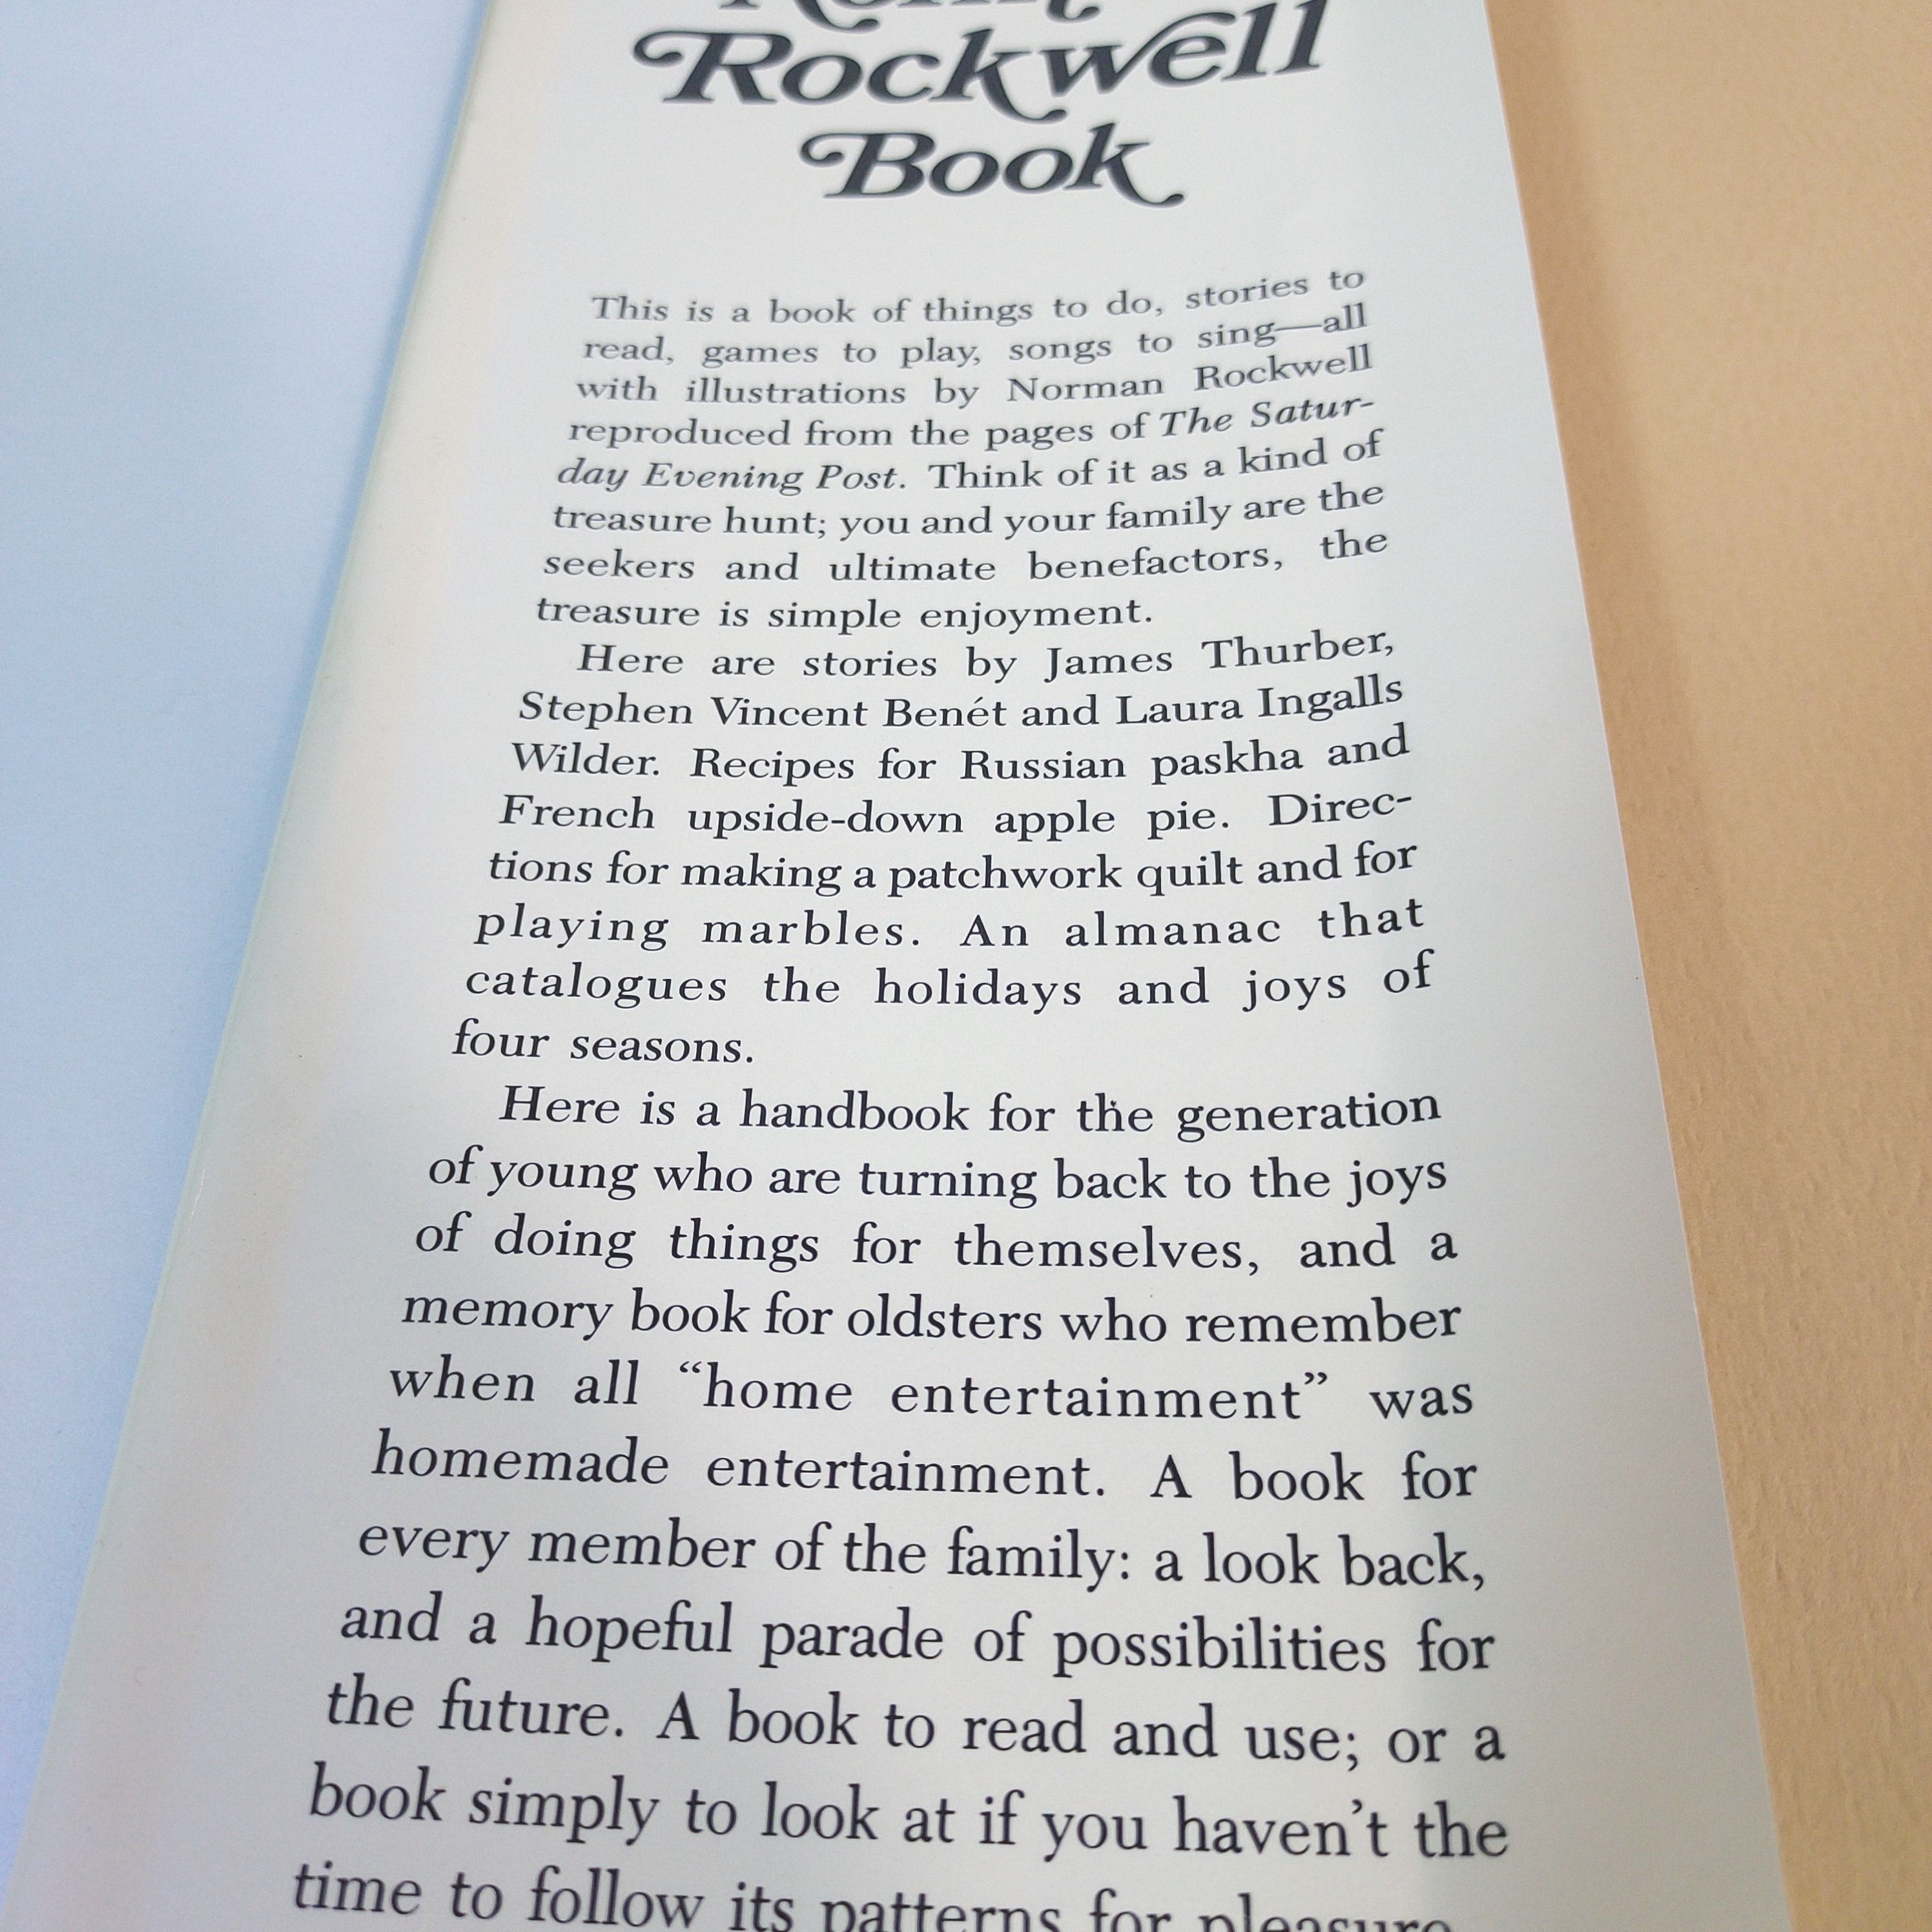 Rockwell
Book
This is a book of things to do, stories to
read, games to play, songs to sing—all
with illustrations by Norman Rockwell
reproduced from the pages of The Satur-
day Evening Post. Think of it as a kind of
treasure hunt; you and your family are the
seekers and ultimate benefactors, the
treasure is simple enjoyment.
Here are stories by James Thurber,
Stephen Vincent Benét and Laura Ingalls
Wilder. Recipes for Russian paskha and
French upside-down apple pie. Direc-
tions for making a patchwork quilt and for
playing marbles. An almanac that
catalogues the holidays and joys of
four seasons.
Here is a handbook for the generation
of young who are turning back to the joys
of doing things for themselves, and a
memory book for oldsters who remember
when all “home entertainment” was
homemade entertainment. A book for
every member of the family: a look back,
and a hopeful parade of possibilities for
the future. A book to read and use; or a
book simply to look at if you haven’t the
time to follow its patterns for pleasure